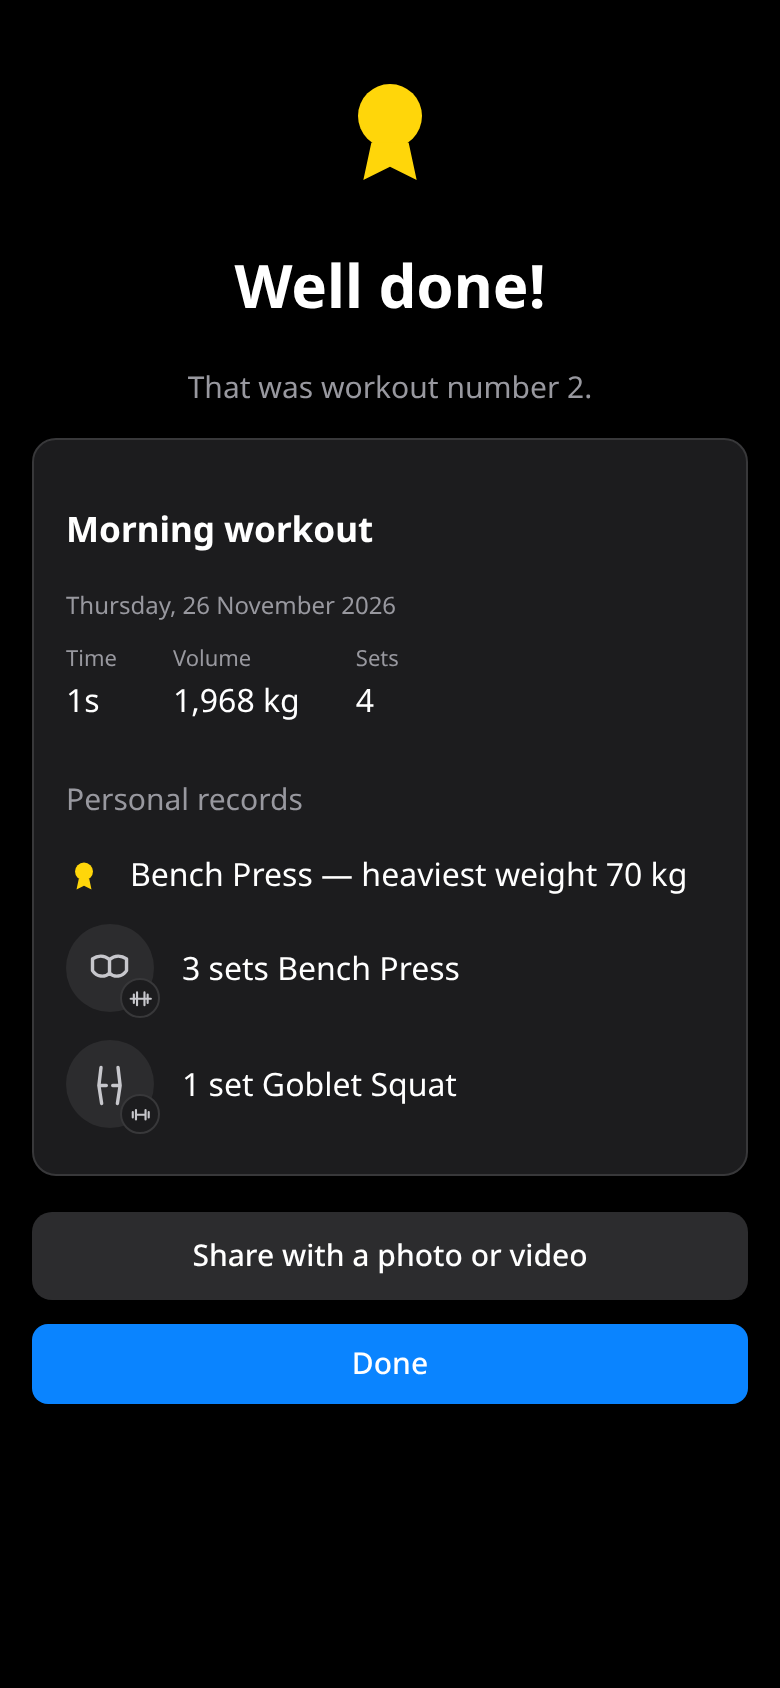 Well done!
That was workout number 2.
Morning workout
Thursday, 26 November 2026
Time Volume Sets
1s 1,968 kg 4
Personal records
Bench Press — heaviest weight 70 kg
3 sets Bench Press
1 set Goblet Squat
Share with a photo or video
Done